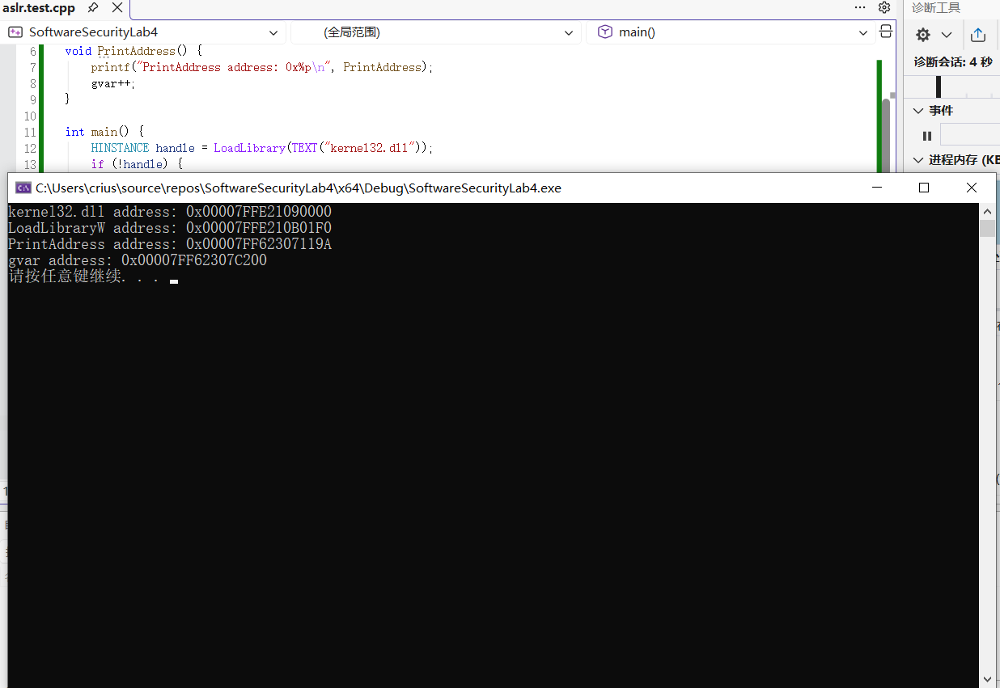 aslr.test.cpp
诊断工具
SoftwareSecurityLab4
(全局范围)
main()
诊断会话: 4 秒
6 void PrintAddress() {
7 printf("PrintAddress address: 0x%p\n", PrintAddress);
8 gvar++;
9 }
10
11 int main() {
12 HINSTANCE handle = LoadLibrary(TEXT("kernel32.dll"));
13 if (!handle) {
事件
进程内存 (KB
C:\Users\crius\source\repos\SoftwareSecurityLab4\x64\Debug\SoftwareSecurityLab4.exe
kernel32.dll address: 0x00007FFE21090000
LoadLibraryW address: 0x00007FFE210B01F0
PrintAddress address: 0x00007FF62307119A
gvar address: 0x00007FF62307C200
请按任意键继续. . .